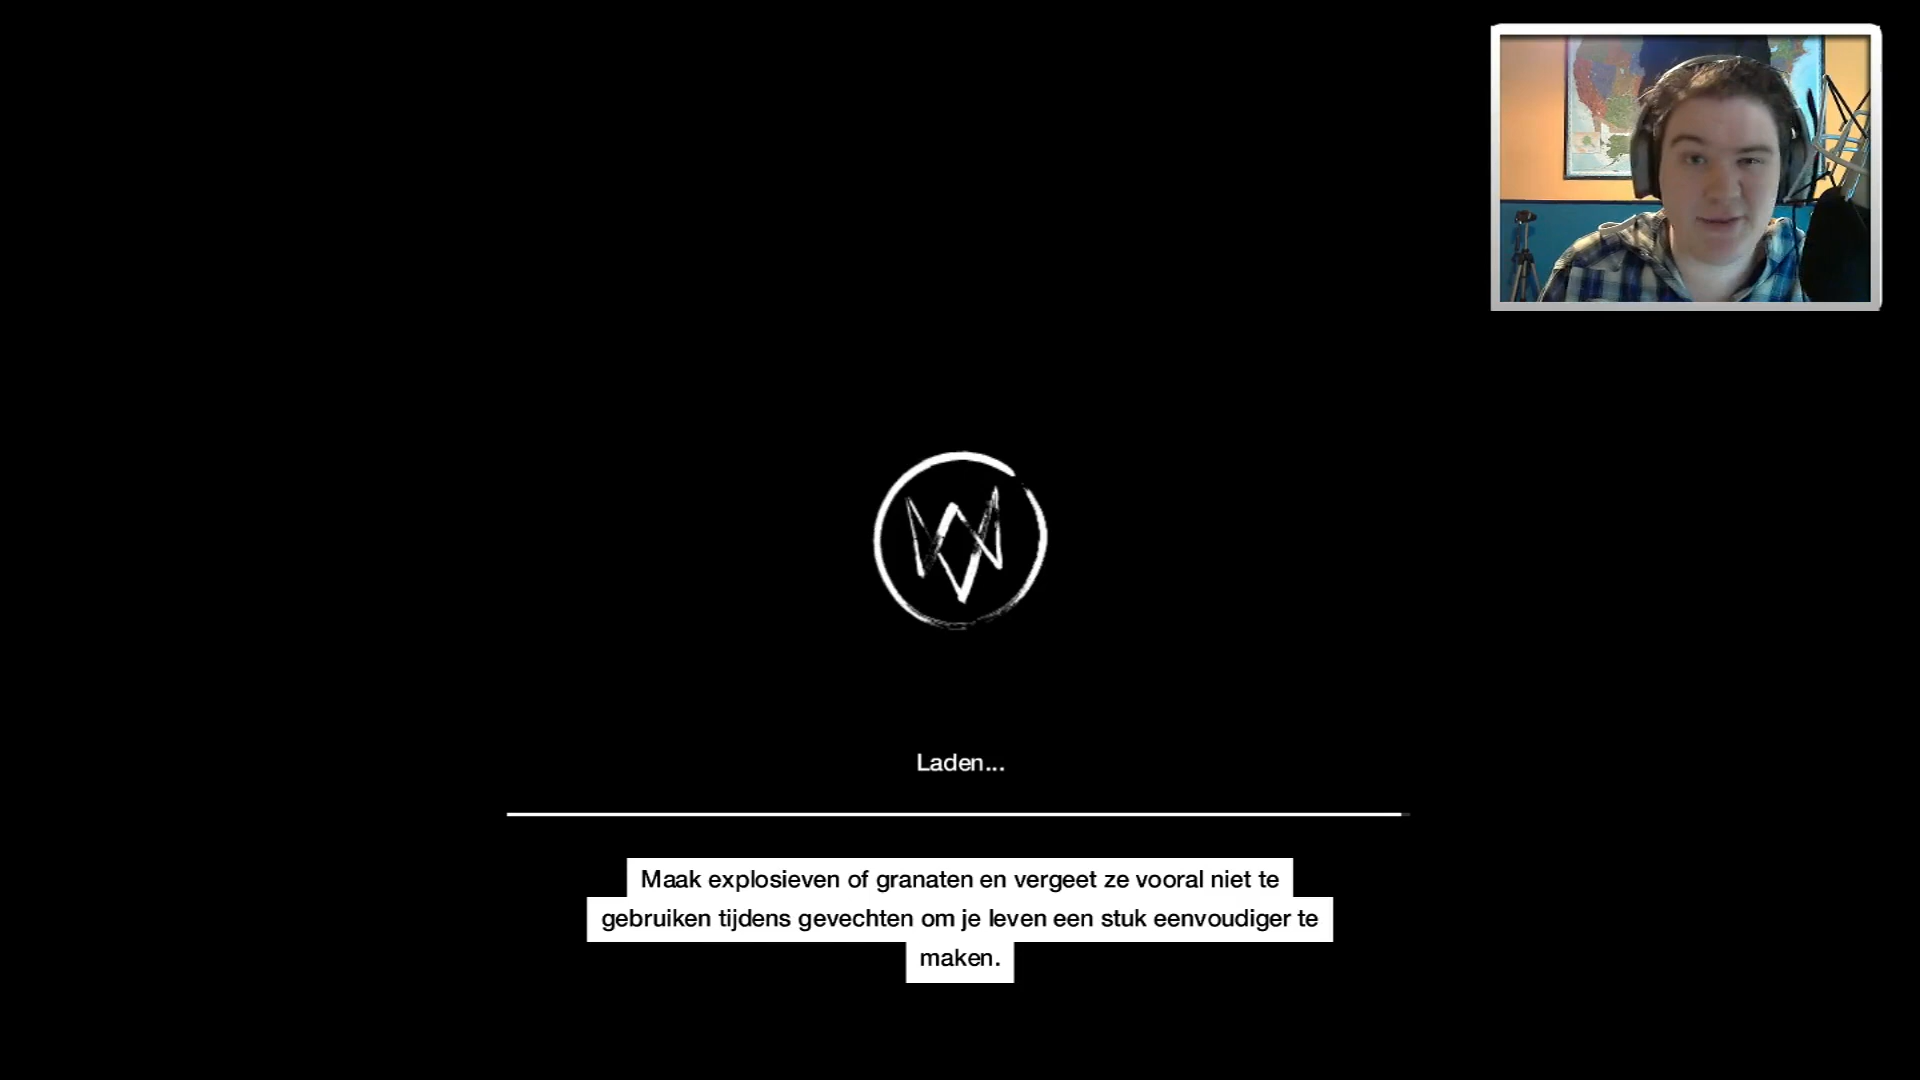 Laden...
Maak explosieven of granaten en vergeet ze vooral niet te
gebruiken tijdens gevechten om je leven een stuk eenvoudiger te
maken.